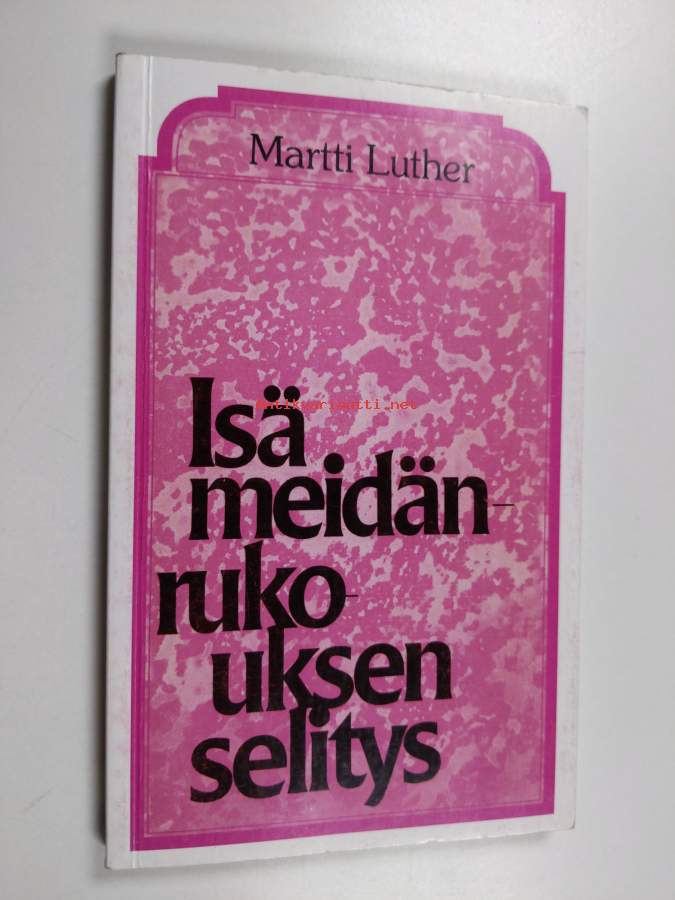 Martti Luther
Isä
antikvariaatti.net
meidän-
ruko-
uksen
selitys